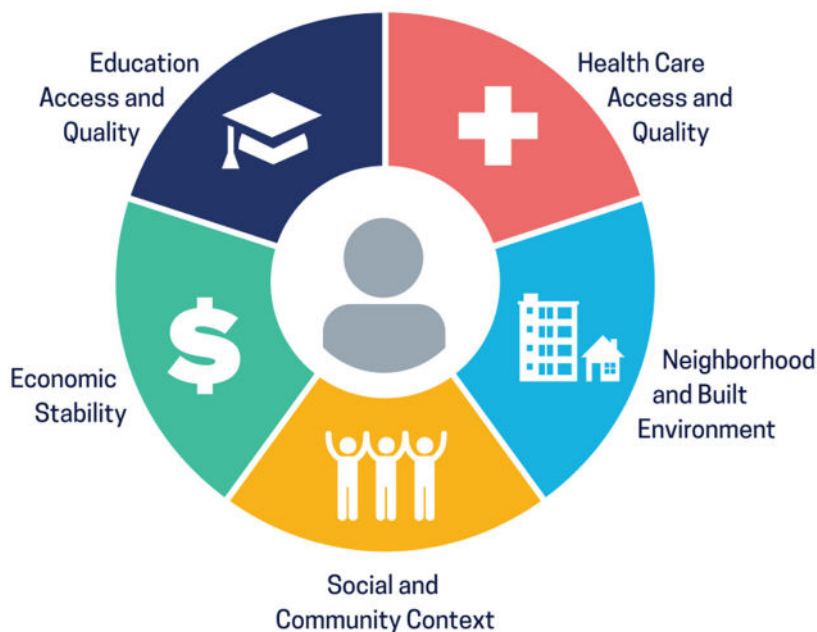 Education
Access and
Quality
Health Care
Access and
Quality
Economic
Stability
Neighborhood
and Built
Environment
Social and
Community Context